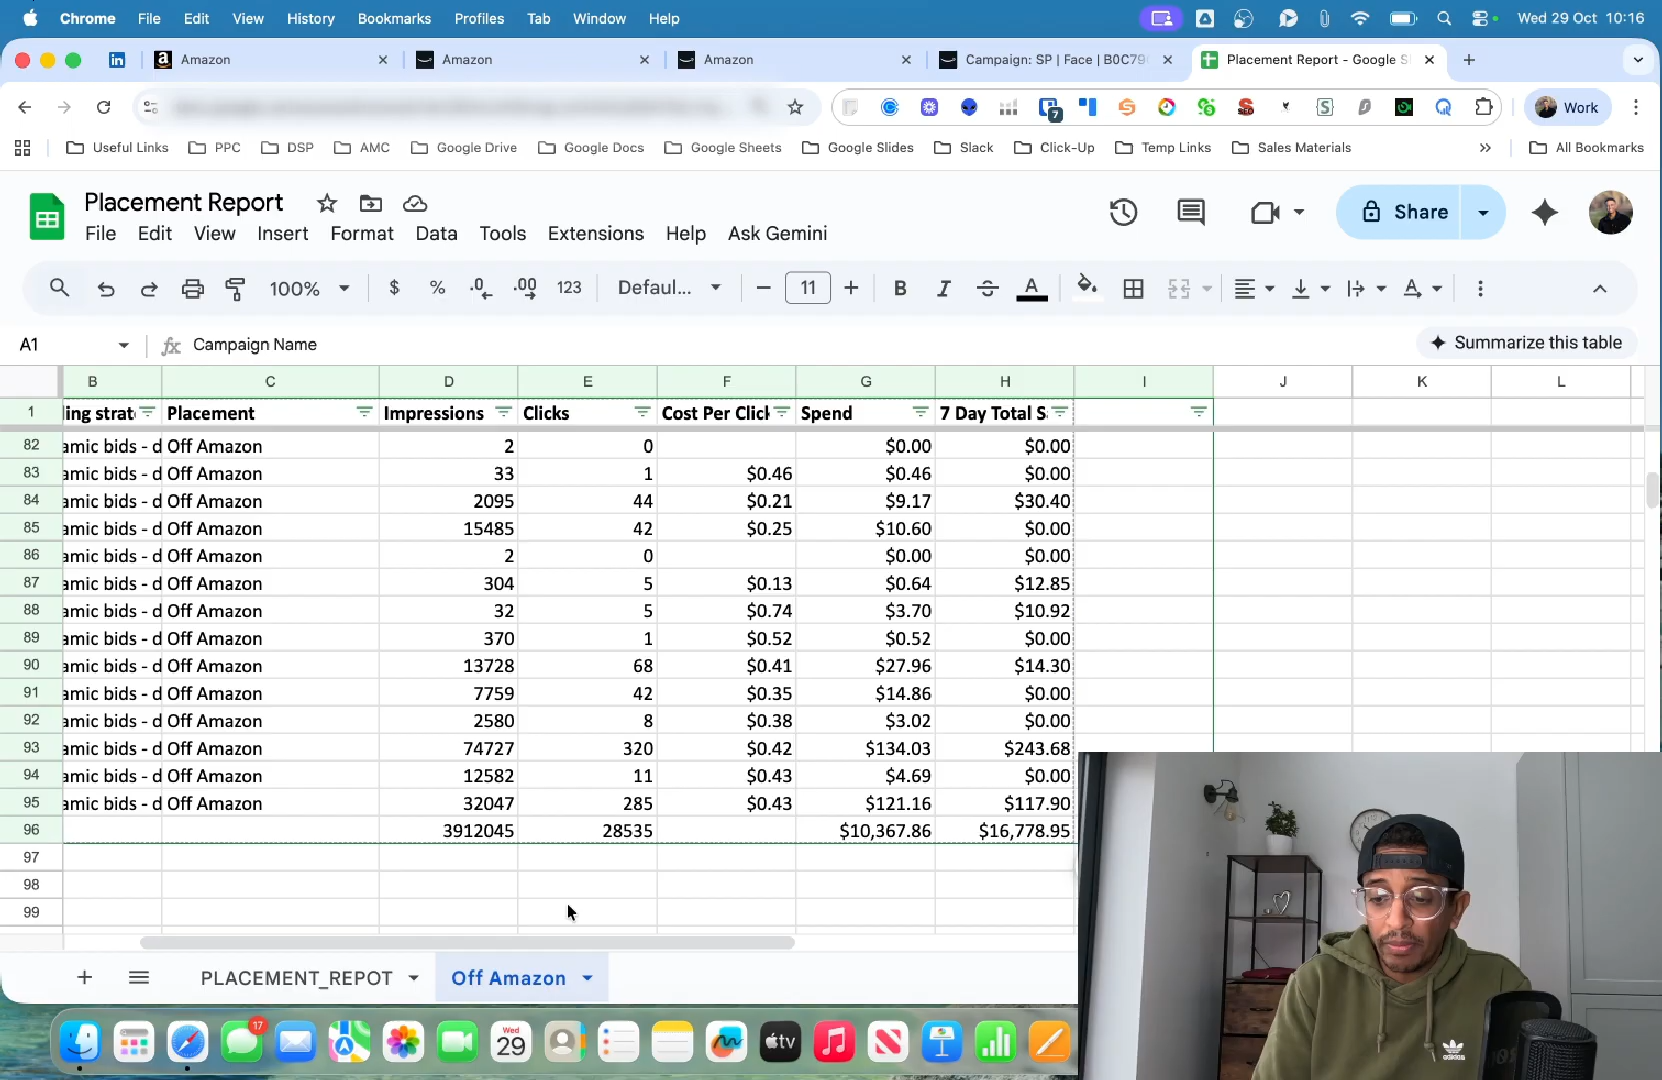 Chrome File Edit View History Bookmarks Profiles Tab Window Help Wed 29 Oct 10:16
Amazon Amazon Amazon Campaign: SP | Face | B0C79 Placement Report - Google S
7 Work
Useful Links PPC DSP AMC Google Drive Google Docs Google Sheets Google Slides Slack Click-Up Temp Links Sales Materials All Bookmarks
Placement Report
Share
File Edit View Insert Format Data Tools Extensions Help Ask Gemini
100% $ % .0 .00 123 Defaul... 11 B I S A
A1 fx Campaign Name Summarize this table
B C D E F G H I J K L
1 ing strat Placement Impressions Clicks Cost Per Click Spend 7 Day Total S
82 amic bids - d Off Amazon 2 0 $0.00 $0.00
83 amic bids - d Off Amazon 33 1 $0.46 $0.46 $0.00
84 amic bids - d Off Amazon 2095 44 $0.21 $9.17 $30.40
85 amic bids - d Off Amazon 15485 42 $0.25 $10.60 $0.00
86 amic bids - d Off Amazon 2 0 $0.00 $0.00
87 amic bids - d Off Amazon 304 5 $0.13 $0.64 $12.85
88 amic bids - d Off Amazon 32 5 $0.74 $3.70 $10.92
89 amic bids - d Off Amazon 370 1 $0.52 $0.52 $0.00
90 amic bids - d Off Amazon 13728 68 $0.41 $27.96 $14.30
91 amic bids - d Off Amazon 7759 42 $0.35 $14.86 $0.00
92 amic bids - d Off Amazon 2580 8 $0.38 $3.02 $0.00
93 amic bids - d Off Amazon 74727 320 $0.42 $134.03 $243.68
94 amic bids - d Off Amazon 12582 11 $0.43 $4.69 $0.00
95 amic bids - d Off Amazon 32047 285 $0.43 $121.16 $117.90
96 3912045 28535 $10,367.86 $16,778.95
97
98
99
PLACEMENT_REPOT Off Amazon
17 Wed 29 tv
adidas